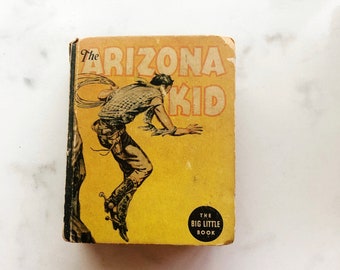 The
ARIZONA
KID
THE
BIG LITTLE
BOOK